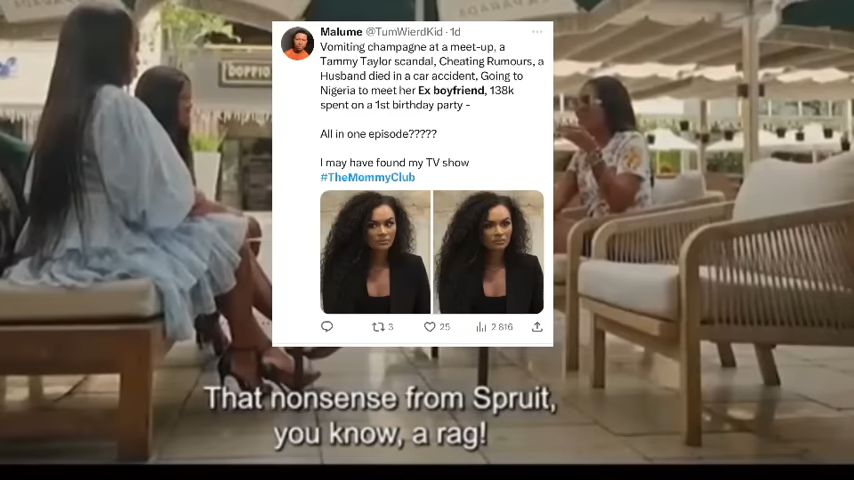 Malume @TumWierdKid · 1d
Vomiting champagne at a meet-up, a
Tammy Taylor scandal, Cheating Rumours, a
Husband died in a car accident, Going to
Nigeria to meet her Ex boyfriend, 138k
spent on a 1st birthday party -
All in one episode?????
I may have found my TV show
#TheMommyClub
3
25
2 816
DOPPIO
That nonsense from Spruit,
you know, a rag!